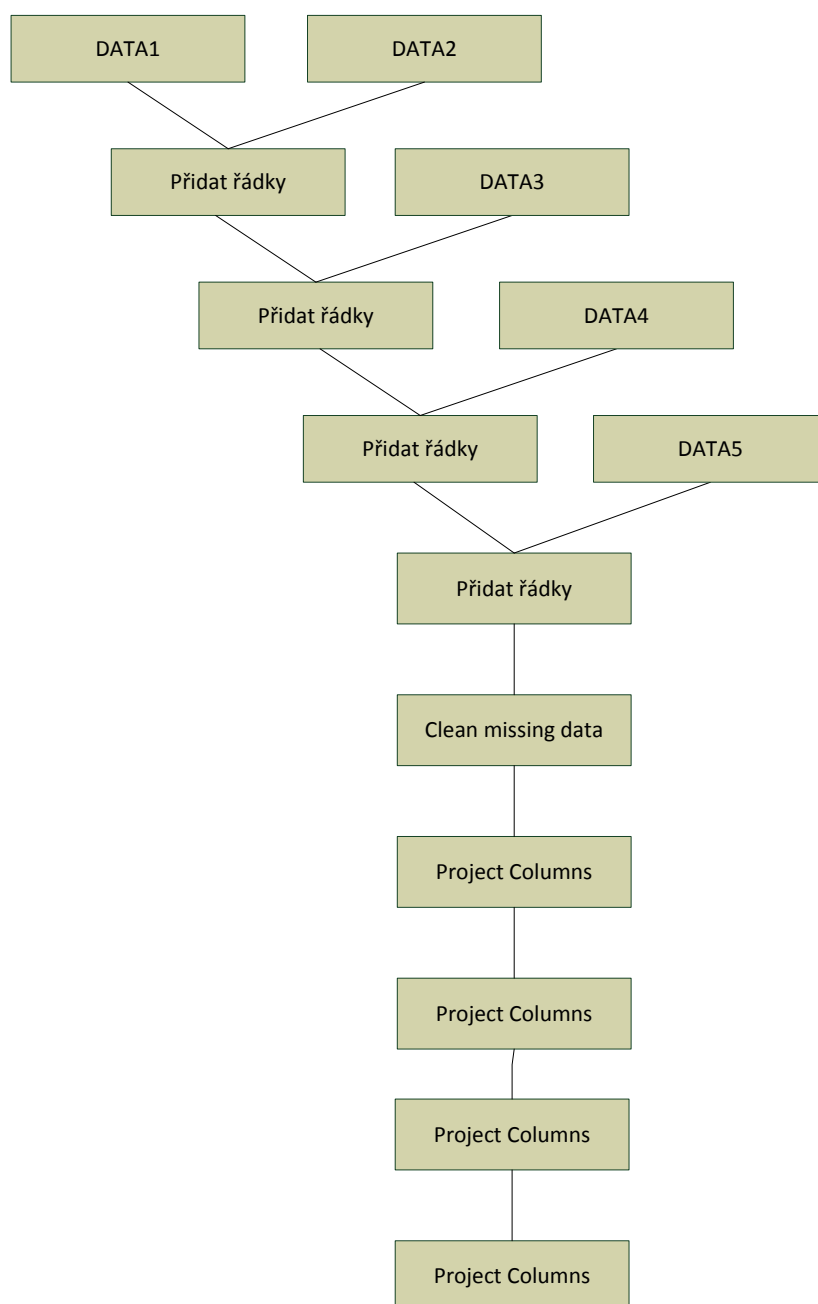 DATA1
DATA2
Přidat řádky
DATA3
Přidat řádky
DATA4
Přidat řádky
DATA5
Přidat řádky
Clean missing data
Project Columns
Project Columns
Project Columns
Project Columns